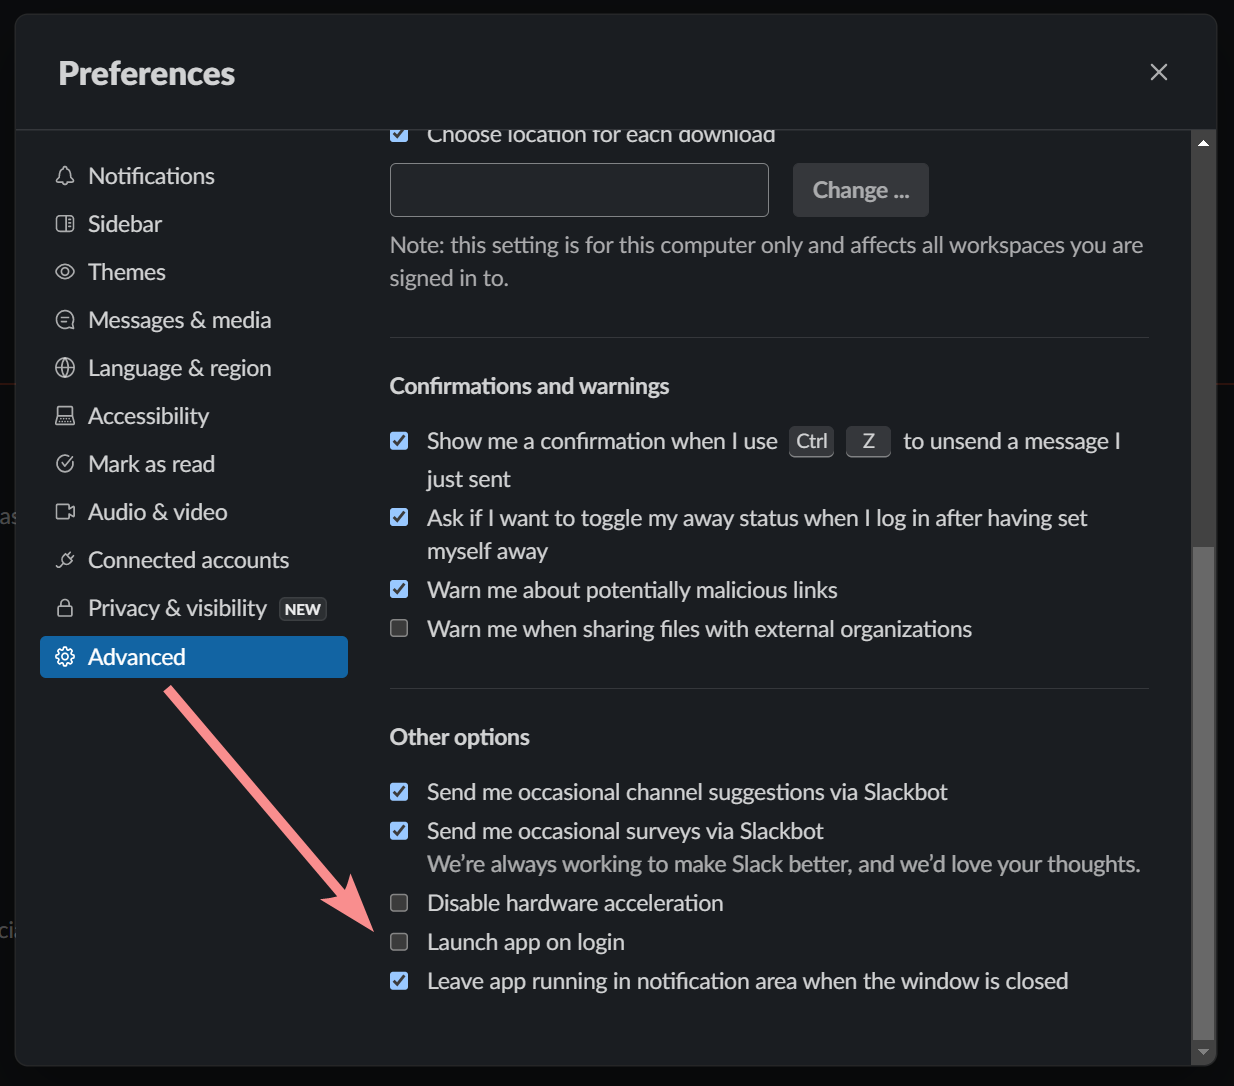 Preferences
Notifications
Sidebar
Themes
Messages & media
Language & region
Accessibility
Mark as read
Audio & video
Connected accounts
Privacy & visibility NEW
Advanced
Choose location for each download
Change ...
Note: this setting is for this computer only and affects all workspaces you are
signed in to.
Confirmations and warnings
Show me a confirmation when I use Ctrl Z to unsend a message I
just sent
Ask if I want to toggle my away status when I log in after having set
myself away
Warn me about potentially malicious links
Warn me when sharing files with external organizations
Other options
Send me occasional channel suggestions via Slackbot
Send me occasional surveys via Slackbot
We’re always working to make Slack better, and we’d love your thoughts.
Disable hardware acceleration
Launch app on login
Leave app running in notification area when the window is closed